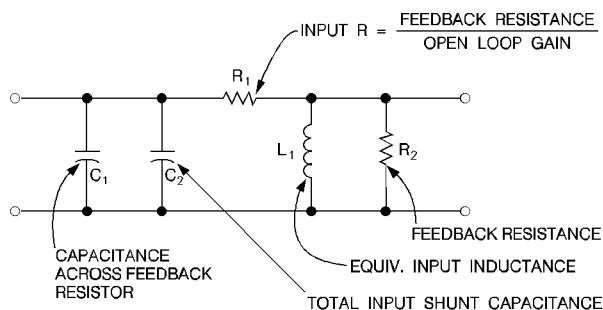 INPUT R = FEEDBACK RESISTANCE
OPEN LOOP GAIN
R1
L1
R2
C1
C2
FEEDBACK RESISTANCE
CAPACITANCE
ACROSS FEEDBACK
RESISTOR
EQUIV. INPUT INDUCTANCE
TOTAL INPUT SHUNT CAPACITANCE